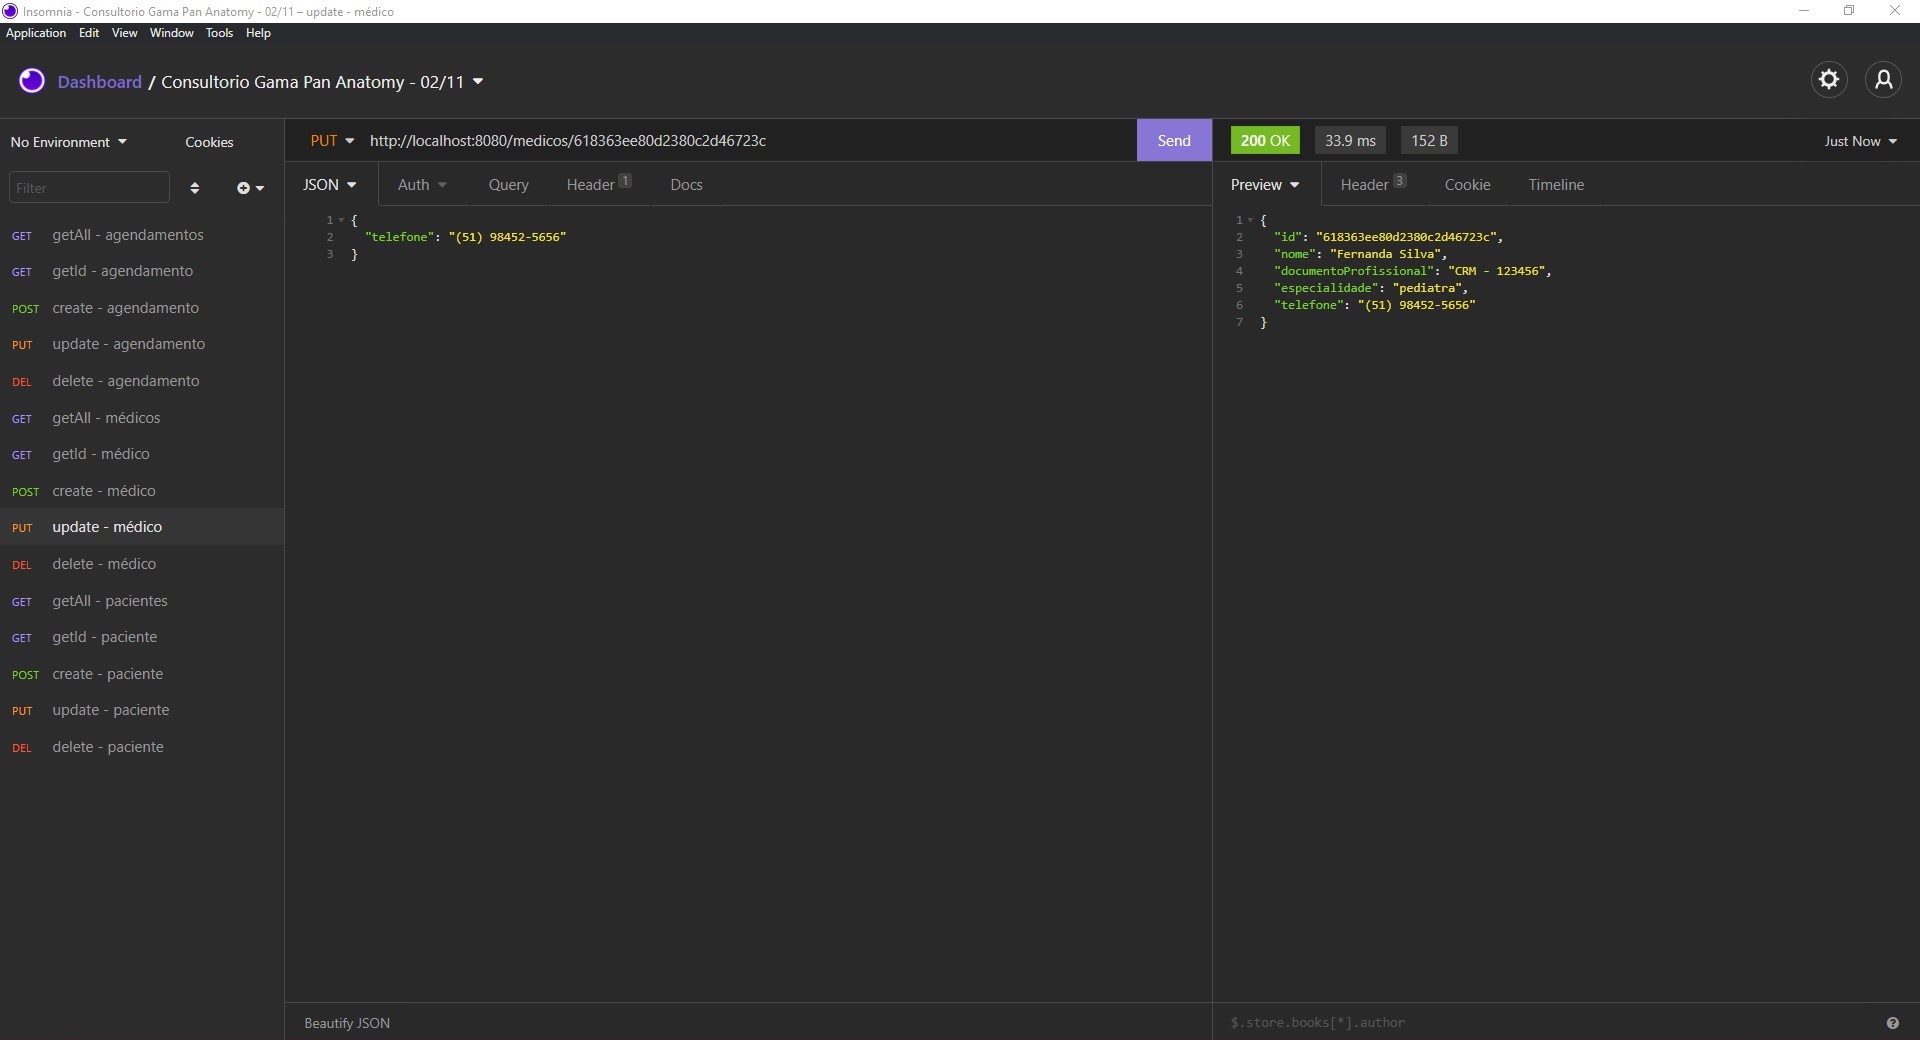 Insomnia - Consultorio Gama Pan Anatomy - 02/11 – update - médico
Application Edit View Window Tools Help
Dashboard / Consultorio Gama Pan Anatomy - 02/11
No Environment Cookies
Filter
GET getAll - agendamentos
GET getId - agendamento
POST create - agendamento
PUT update - agendamento
DEL delete - agendamento
GET getAll - médicos
GET getId - médico
POST create - médico
PUT update - médico
DEL delete - médico
GET getAll - pacientes
GET getId - paciente
POST create - paciente
PUT update - paciente
DEL delete - paciente
PUT http://localhost:8080/medicos/618363ee80d2380c2d46723c Send
JSON Auth Query Header 1 Docs
1 {
2 "telefone": "(51) 98452-5656"
3 }
Beautify JSON
200 OK 33.9 ms 152 B Just Now
Preview Header 3 Cookie Timeline
1 {
2 "id": "618363ee80d2380c2d46723c",
3 "nome": "Fernanda Silva",
4 "documentoProfissional": "CRM - 123456",
5 "especialidade": "pediatra",
6 "telefone": "(51) 98452-5656"
7 }
$.store.books[*].author